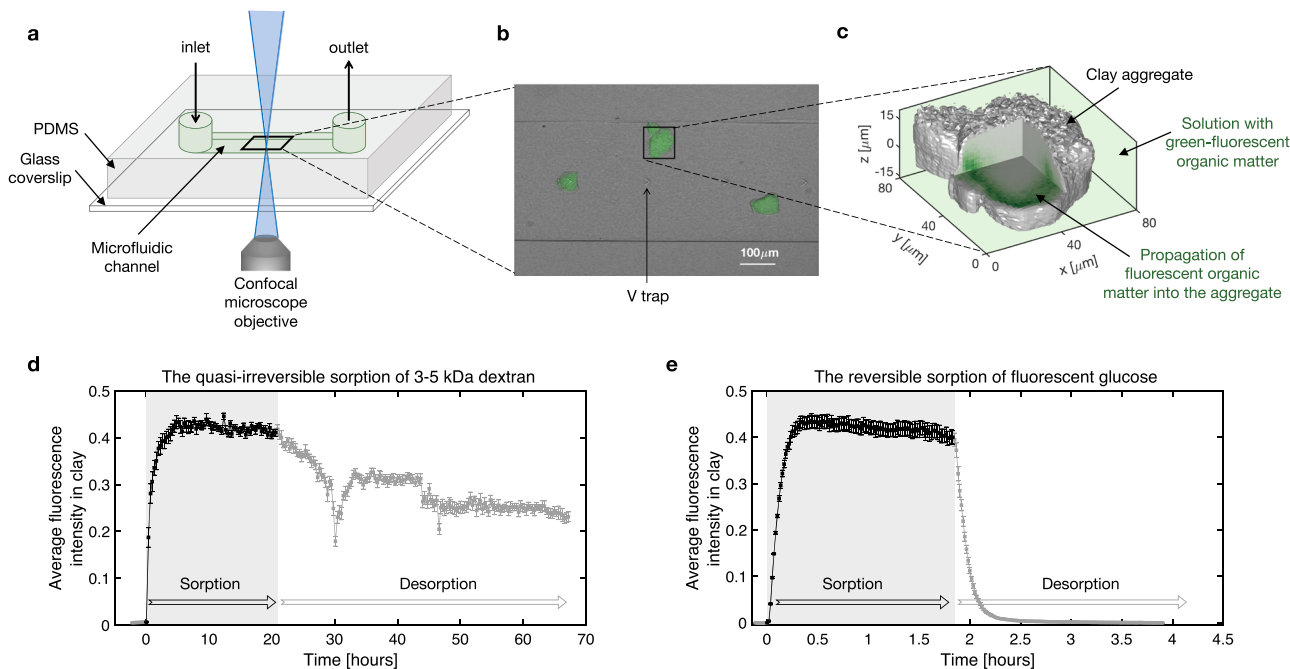 a
inlet
outlet
PDMS
Glass
coverslip
Microfluidic
channel
Confocal
microscope
objective
b
100μm
V trap
c
Clay aggregate
Solution with
green-fluorescent
organic matter
Propagation of
fluorescent organic
matter into the aggregate
z [μm]
15
0
-15
80
40
0
y [μm]
0
40
80
x [μm]
d
The quasi-irreversible sorption of 3-5 kDa dextran
Average fluorescence
intensity in clay
0.5
0.4
0.3
0.2
0.1
0
Sorption
Desorption
0 10 20 30 40 50 60 70
Time [hours]
e
The reversible sorption of fluorescent glucose
Average fluorescence
intensity in clay
0.5
0.4
0.3
0.2
0.1
0
Sorption
Desorption
0 0.5 1 1.5 2 2.5 3 3.5 4 4.5
Time [hours]